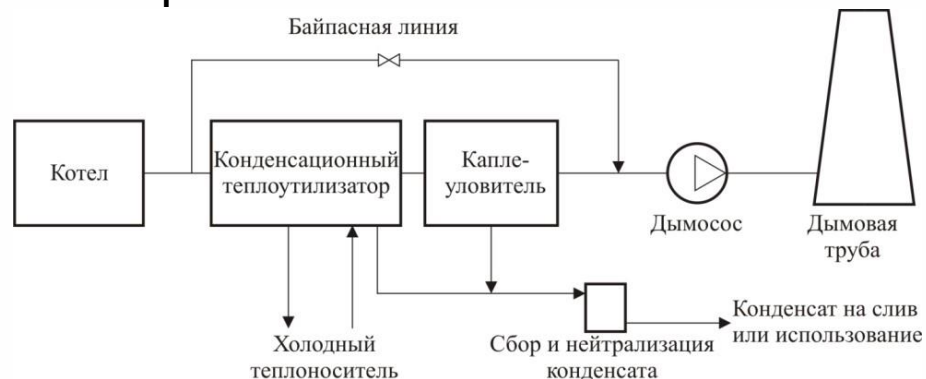 Байпасная линия
Котел
Конденсационный
теплоутилизатор
Капле-
уловитель
Дымосос
Дымовая
труба
Холодный
теплоноситель
Сбор и нейтрализация
конденсата
Конденсат на слив
или использование